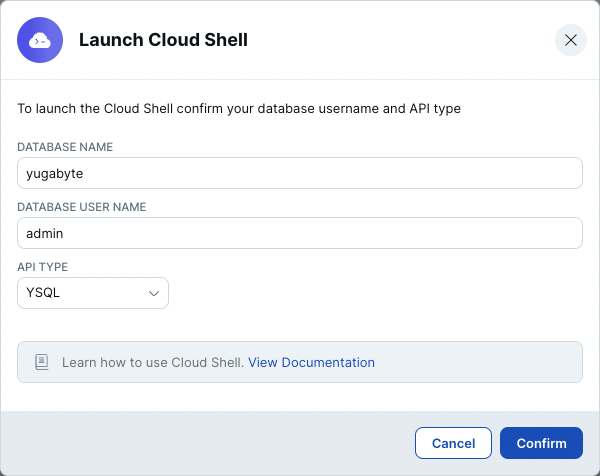 Launch Cloud Shell
To launch the Cloud Shell confirm your database username and API type
DATABASE NAME
yugabyte
DATABASE USER NAME
admin
API TYPE
YSQL
Learn how to use Cloud Shell. View Documentation
Cancel Confirm